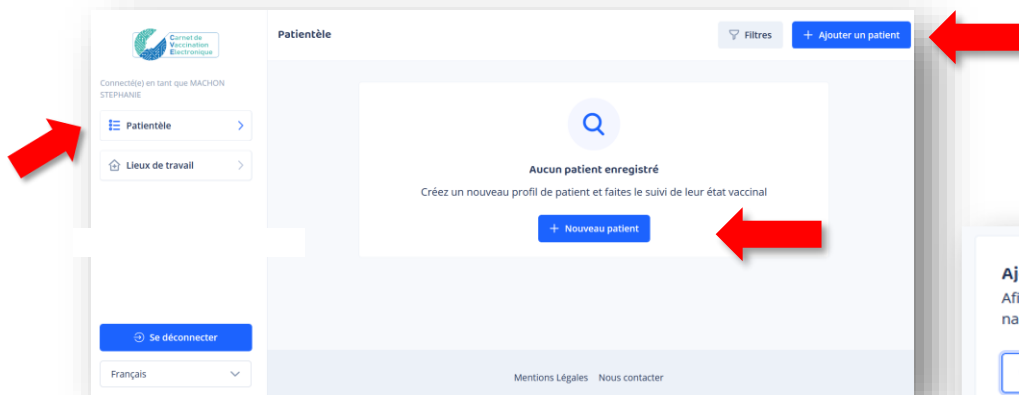 Carnet de
Vaccination
Electronique
Connecté(e) en tant que MACHON
STEPHANIE
Patientèle
Lieux de travail
Se déconnecter
Français
Patientèle
Filtres
+ Ajouter un patient
Aucun patient enregistré
Créez un nouveau profil de patient et faites le suivi de leur état vaccinal
+ Nouveau patient
Mentions Légales Nous contacter
Aj
Afi
na